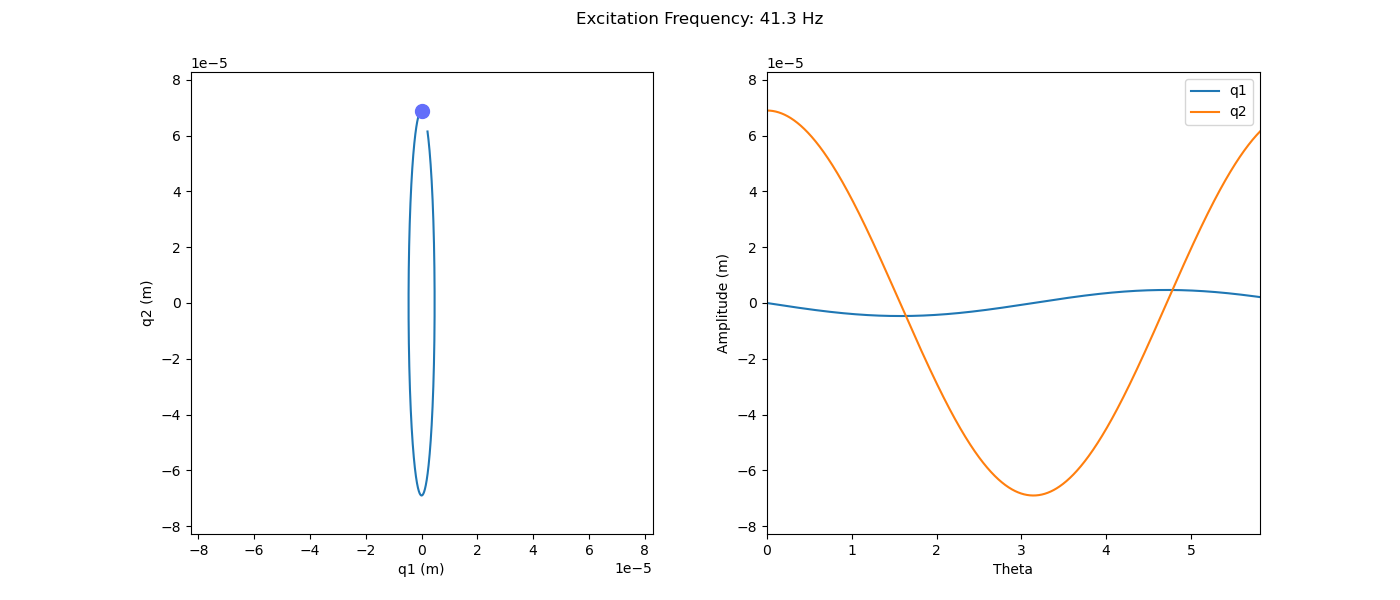 Excitation Frequency: 41.3 Hz
1e−5
8
6
4
2
0
−2
−4
−6
−8
q2 (m)
−8 −6 −4 −2 0 2 4 6 8
1e−5
q1 (m)
1e−5
q1
q2
8
6
4
2
0
−2
−4
−6
−8
Amplitude (m)
0 1 2 3 4 5
Theta